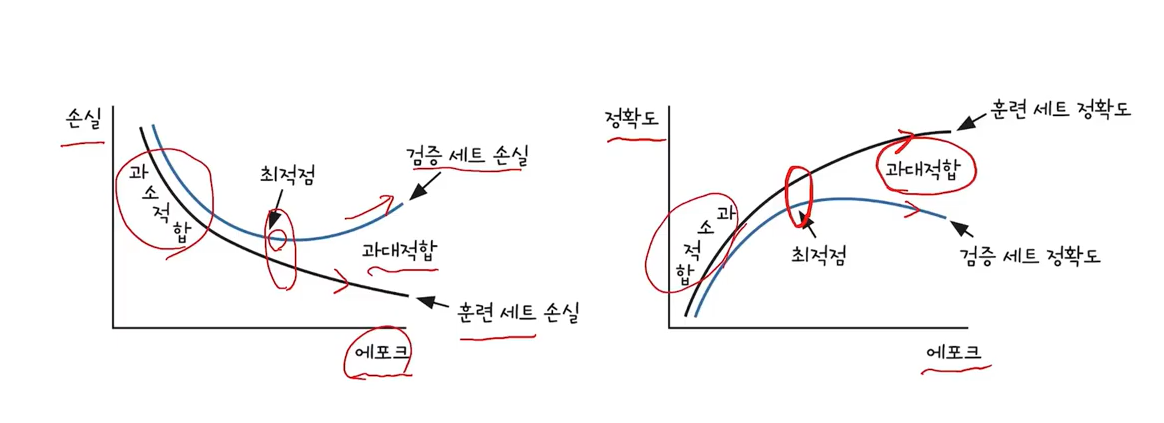 손실
과
소
적
합
최적점
검증 세트 손실
과대적합
훈련 세트 손실
에포크
정확도
훈련 세트 정확도
과대적합
과
소
적
합
최적점
검증 세트 정확도
에포크